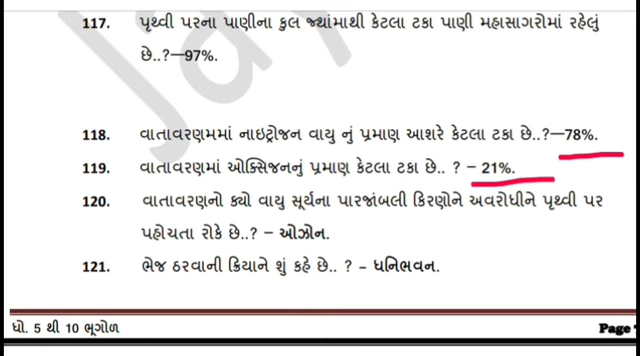 117. પૃથ્વી પરના પાણીના કુલ જથ્થામાથી કેટલા ટકા પાણી મહાસાગરોમાં રહેલું
છે..?–97%.
118. વાતાવરણમમાં નાઇટ્રોજન વાયુ નું પ્રમાણ આશરે કેટલા ટકા છે..?–78%.
119. વાતાવરણમાં ઓક્સિજનનું પ્રમાણ કેટલા ટકા છે.. ? – 21%.
120. વાતાવરણનો ક્યો વાયુ સૂર્યના પારજાંબલી કિરણોને અવરોધીને પૃથ્વી પર
પહોચતા રોકે છે..? – ઓઝોન.
121. ભેજ ઠરવાની ક્રિયાને શું કહે છે.. ? – ધનિભવન.
ધો. 5 થી 10 ભૂગોળ Page